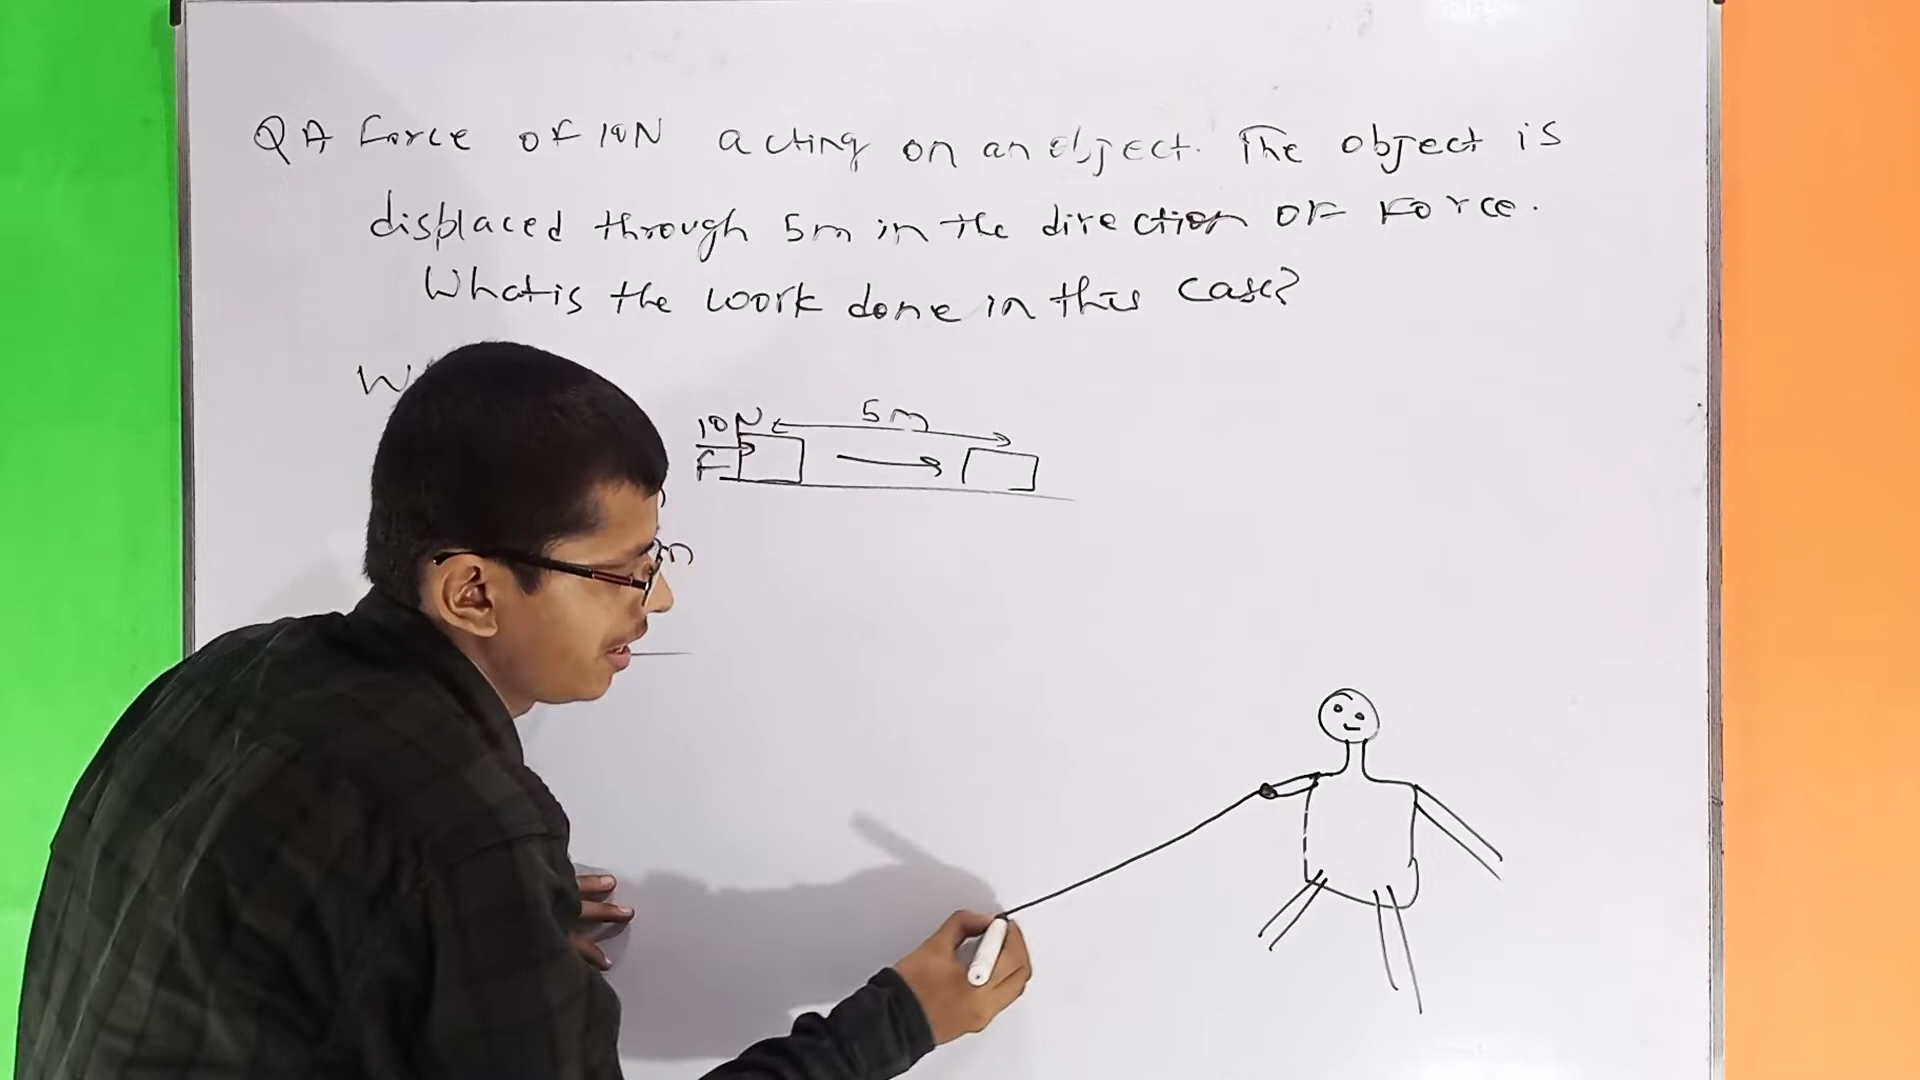 Q A force of 10N acting on an object. The object is
displaced through 5m in the direction of Force.
What is the work done in this case?
W
10N
5m
F
m